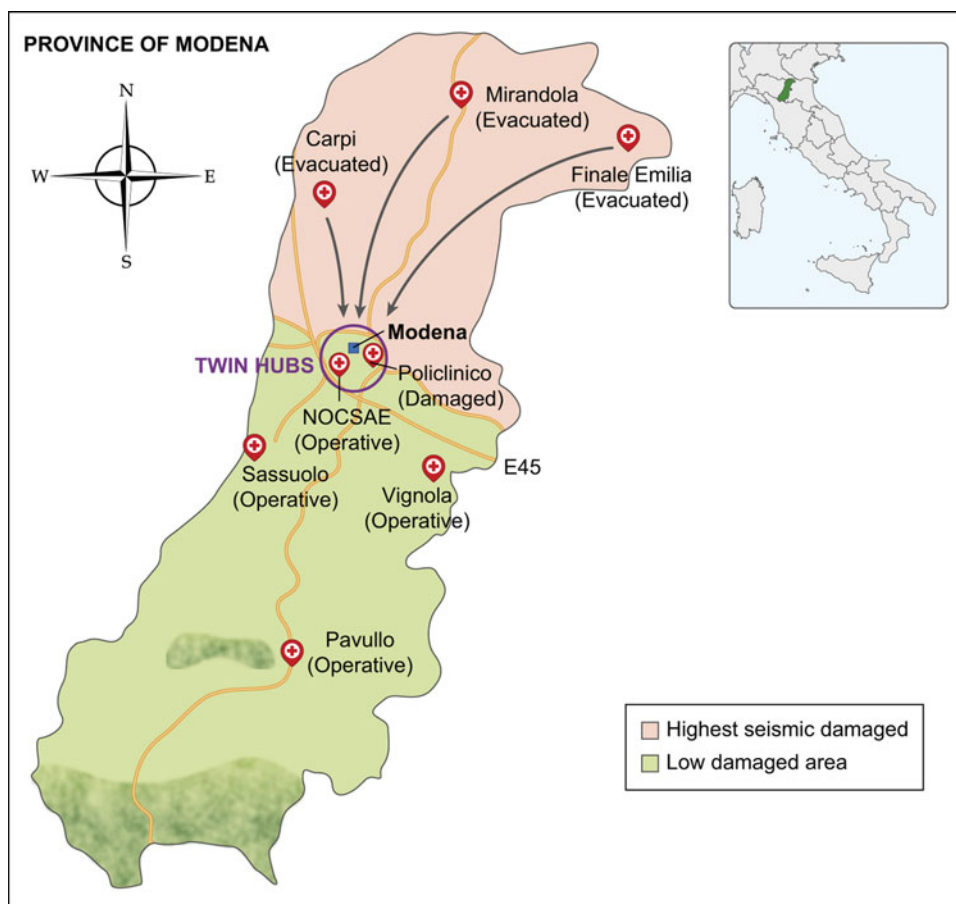 PROVINCE OF MODENA
N
W
E
S
Mirandola
(Evacuated)
Carpi
(Evacuated)
Finale Emilia
(Evacuated)
Modena
TWIN HUBS
Policlinico
(Damaged)
NOCSAE
(Operative)
E45
Sassuolo
(Operative)
Vignola
(Operative)
Pavullo
(Operative)
Highest seismic damaged
Low damaged area